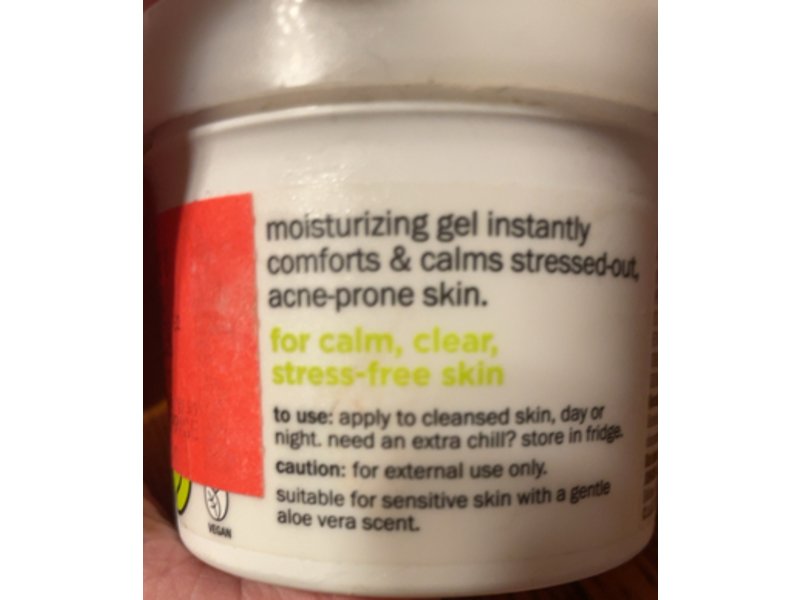 moisturizing gel instantly
comforts & calms stressed-out,
acne-prone skin.
for calm, clear,
stress-free skin
to use: apply to cleansed skin, day or
night. need an extra chill? store in fridge.
caution: for external use only.
suitable for sensitive skin with a gentle
aloe vera scent.
VEGAN